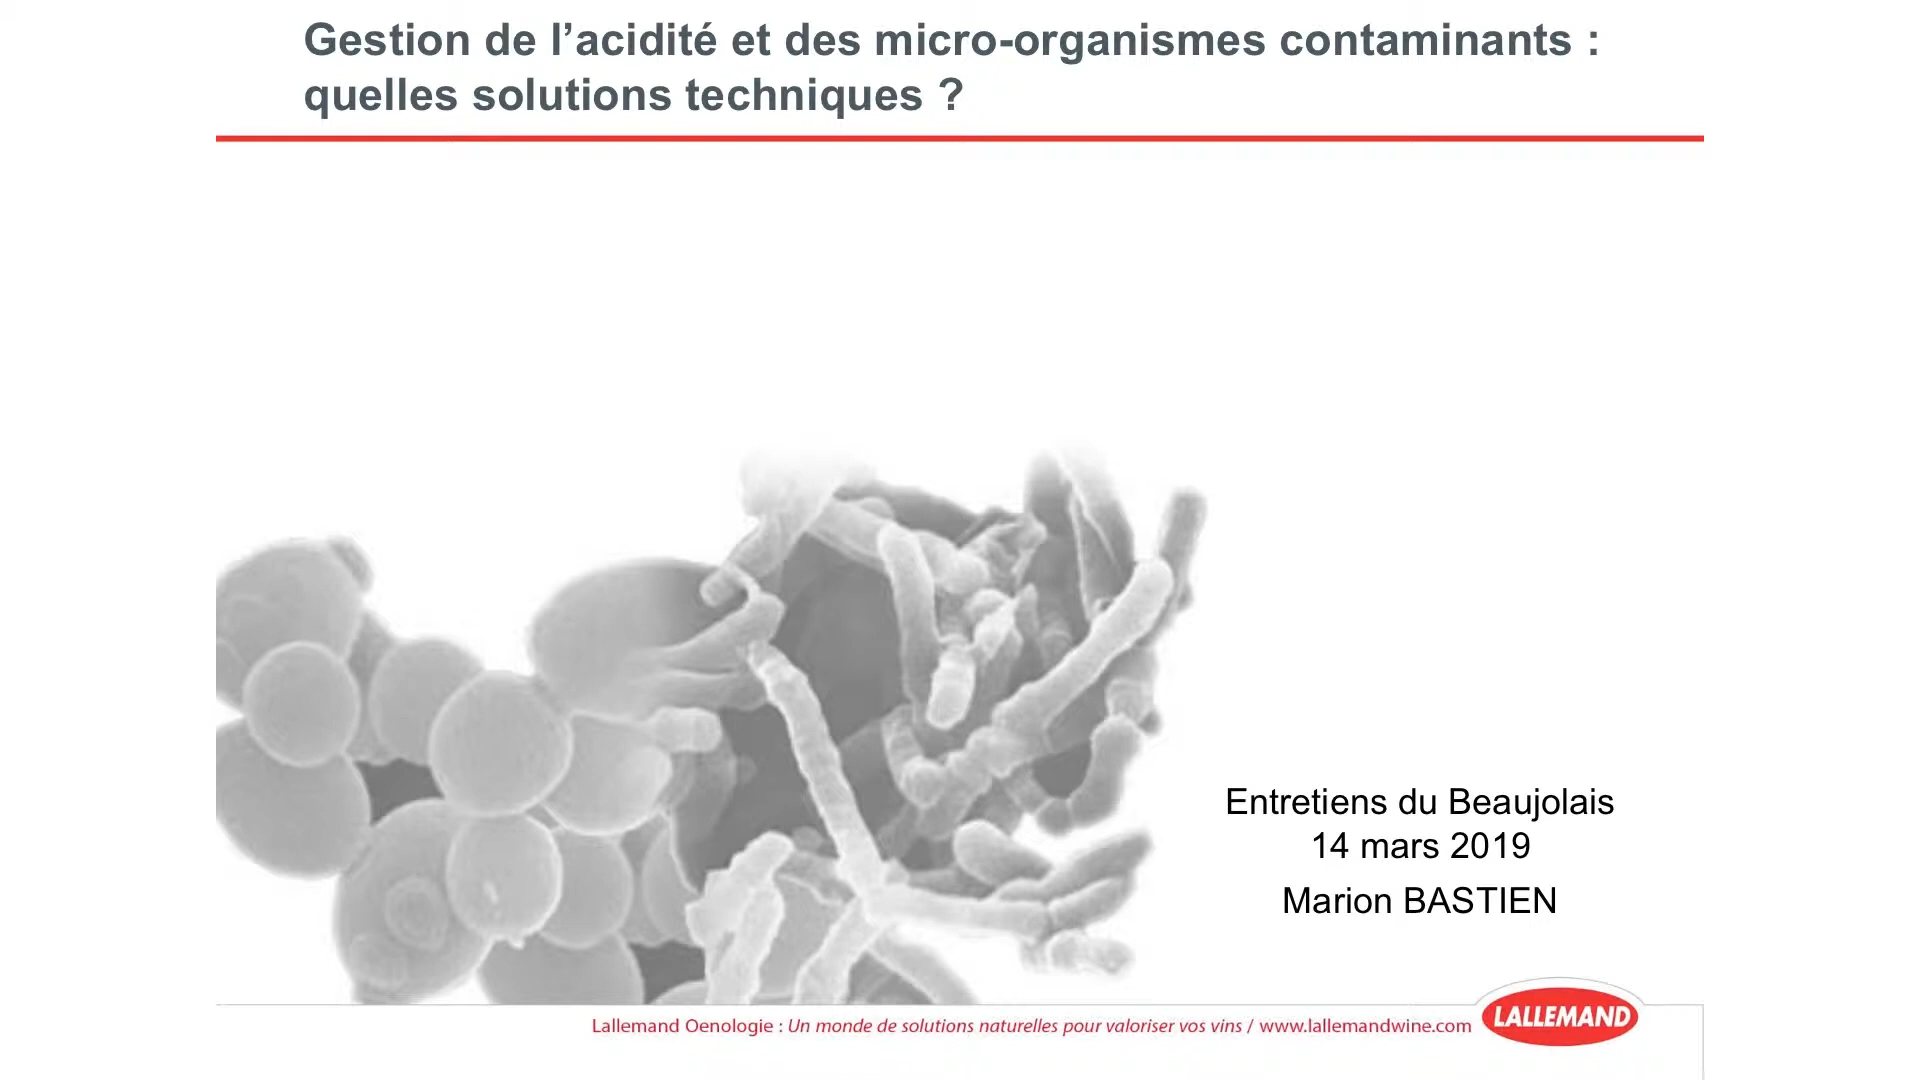 Gestion de l’acidité et des micro-organismes contaminants :
quelles solutions techniques ?
Entretiens du Beaujolais
14 mars 2019
Marion BASTIEN
Lallemand Oenologie : Un monde de solutions naturelles pour valoriser vos vins / www.lallemandwine.com
LALLEMAND